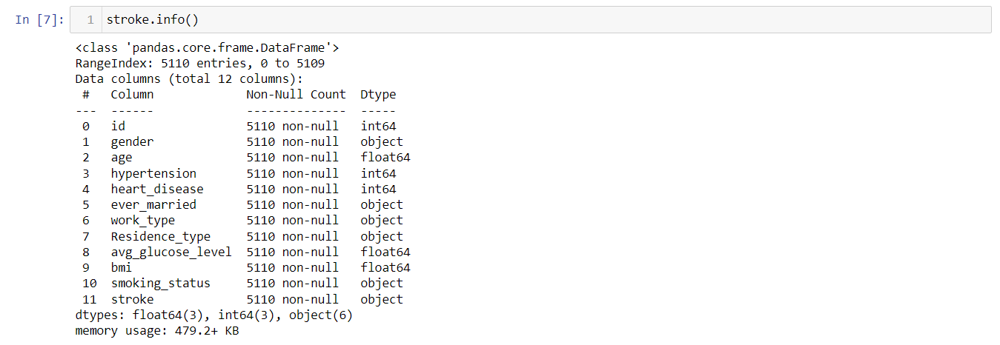 In [7]: 1 stroke.info()
<class 'pandas.core.frame.DataFrame'>
RangeIndex: 5110 entries, 0 to 5109
Data columns (total 12 columns):
 #   Column             Non-Null Count  Dtype
---  ------             --------------  -----
 0   id                 5110 non-null   int64
 1   gender             5110 non-null   object
 2   age                5110 non-null   float64
 3   hypertension       5110 non-null   int64
 4   heart_disease      5110 non-null   int64
 5   ever_married       5110 non-null   object
 6   work_type          5110 non-null   object
 7   Residence_type     5110 non-null   object
 8   avg_glucose_level  5110 non-null   float64
 9   bmi                5110 non-null   float64
 10  smoking_status     5110 non-null   object
 11  stroke             5110 non-null   object
dtypes: float64(3), int64(3), object(6)
memory usage: 479.2+ KB